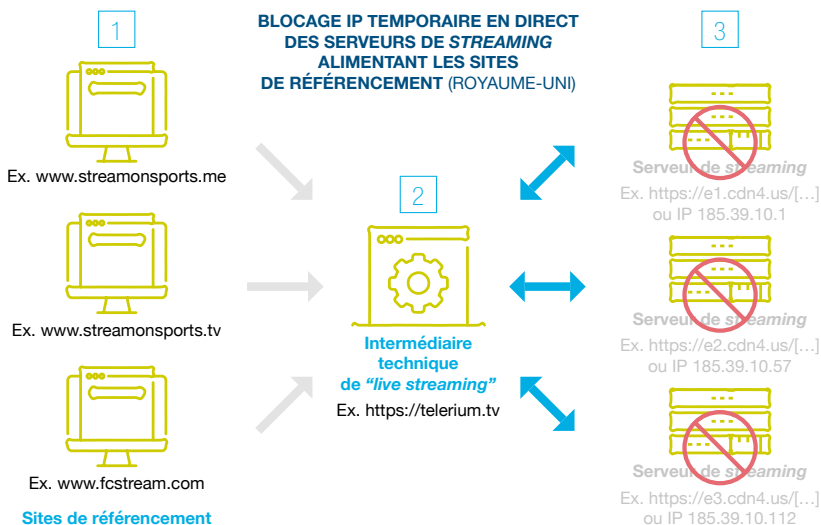 1
BLOCAGE IP TEMPORAIRE EN DIRECT
DES SERVEURS DE STREAMING
ALIMENTANT LES SITES
DE RÉFÉRENCEMENT (ROYAUME-UNI)
3
Ex. www.streamonsports.me
Ex. www.streamonsports.tv
Ex. www.fcstream.com
Sites de référencement
2
Intermédiaire
technique
de “live streaming”
Ex. https://telerium.tv
Serveur de streaming
Ex. https://e1.cdn4.us/[…]
ou IP 185.39.10.1
Serveur de streaming
Ex. https://e2.cdn4.us/[…]
ou IP 185.39.10.57
Serveur de streaming
Ex. https://e3.cdn4.us/[…]
ou IP 185.39.10.112